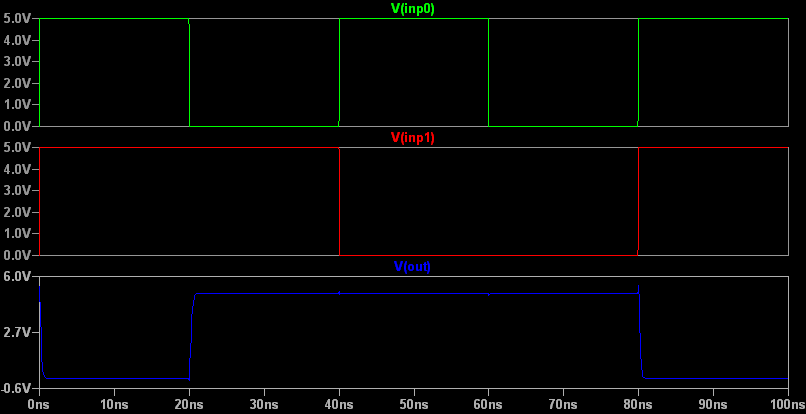 V(inp0)
5.0V
4.0V
3.0V
2.0V
1.0V
0.0V
V(inp1)
5.0V
4.0V
3.0V
2.0V
1.0V
0.0V
V(out)
6.0V
2.7V
-0.6V
0ns 10ns 20ns 30ns 40ns 50ns 60ns 70ns 80ns 90ns 100ns